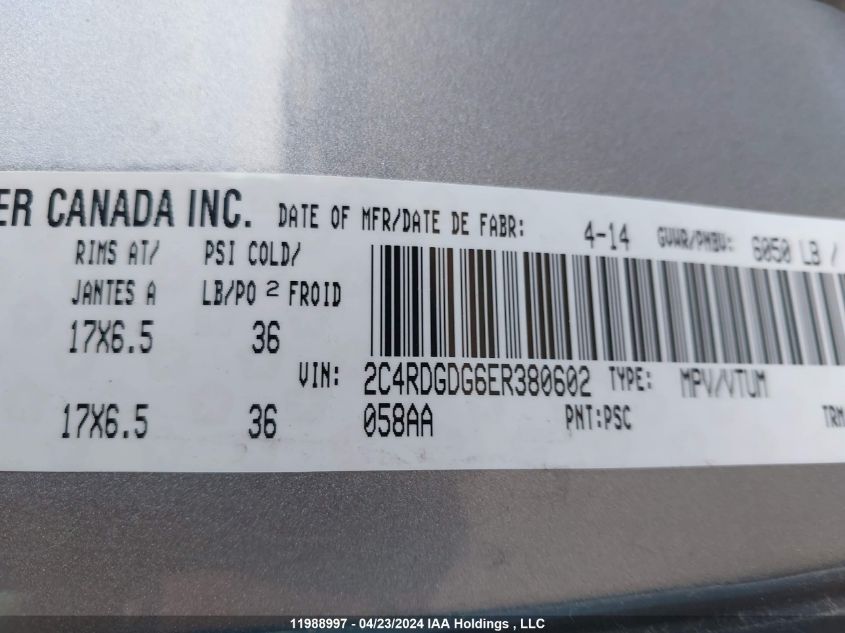 ER CANADA INC. DATE OF MFR/DATE DE FABR: 4-14 GVWR/PNBV: 6050 LB /
RIMS AT/ PSI COLD/
JANTES A LB/PO 2 FROID
17X6.5 36
VIN: 2C4RDGDG6ER380602 TYPE: MPV/VTUM
17X6.5 36 058AA PNT:PSC TRM
11988997 - 04/23/2024 IAA Holdings , LLC